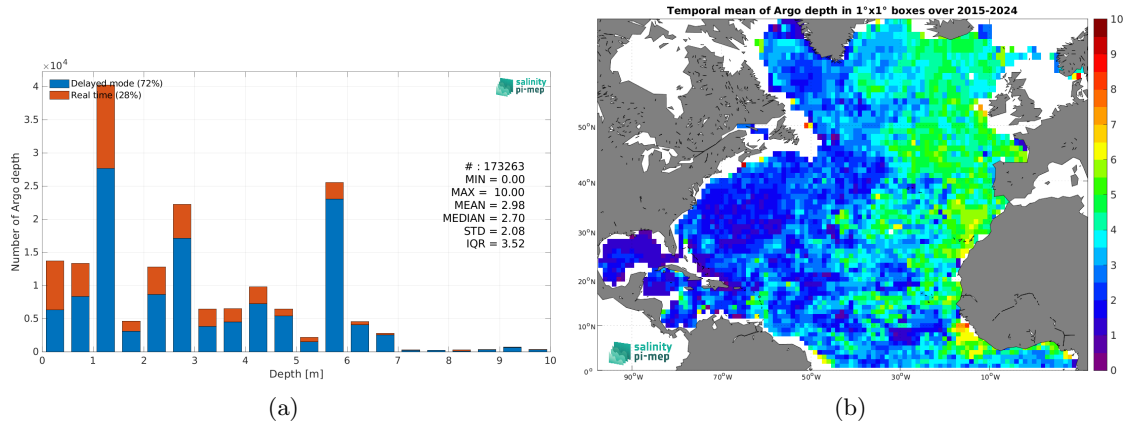 ×10⁴
4
3.5
3
2.5
2
1.5
1
0.5
0
Delayed mode (72%)
Real time (28%)
salinity
pi-mep
# : 173263
MIN = 0.00
MAX = 10.00
MEAN = 2.98
MEDIAN = 2.70
STD = 2.08
IQR = 3.52
Number of Argo depth
0 1 2 3 4 5 6 7 8 9 10
Depth [m]
(a)
Temporal mean of Argo depth in 1°x1° boxes over 2015-2024
50°N
40°N
30°N
20°N
10°N
0°
90°W 70°W 50°W 30°W 10°W
salinity
pi-mep
10
9
8
7
6
5
4
3
2
1
0
(b)